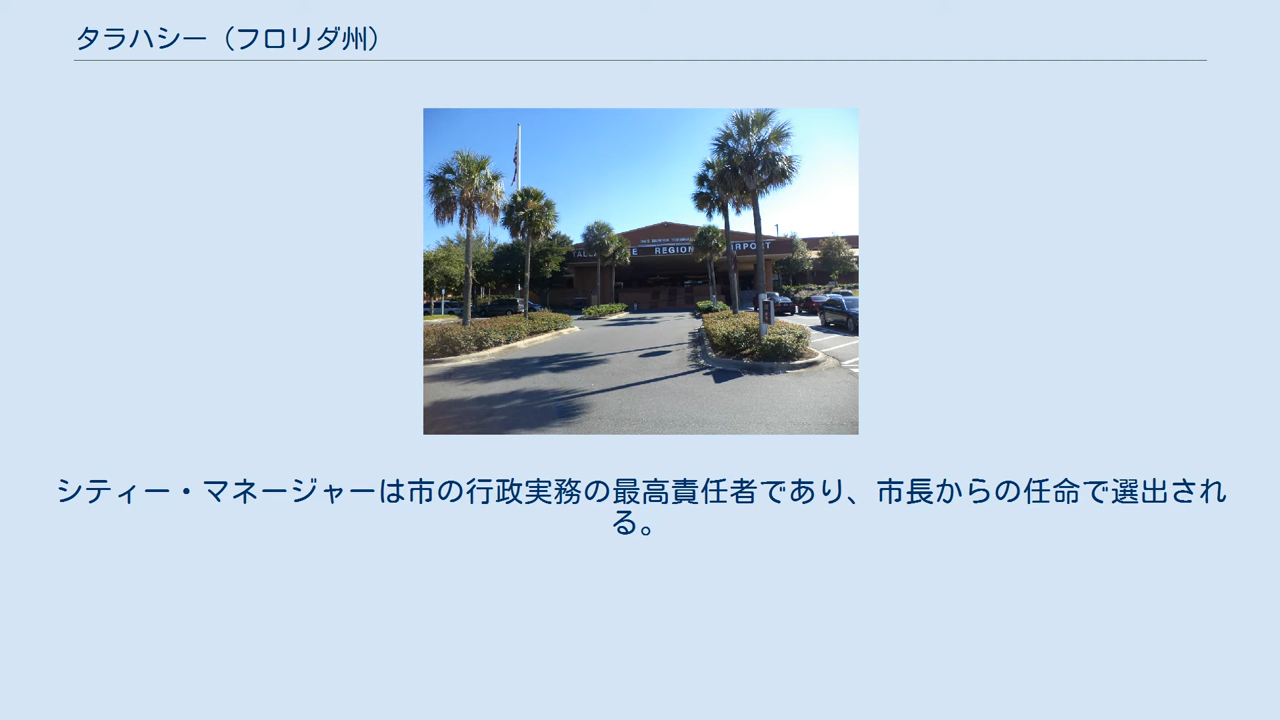 タラハシー（フロリダ州）
REGION
シティー・マネージャーは市の行政実務の最高責任者であり、市長からの任命で選出され
る。